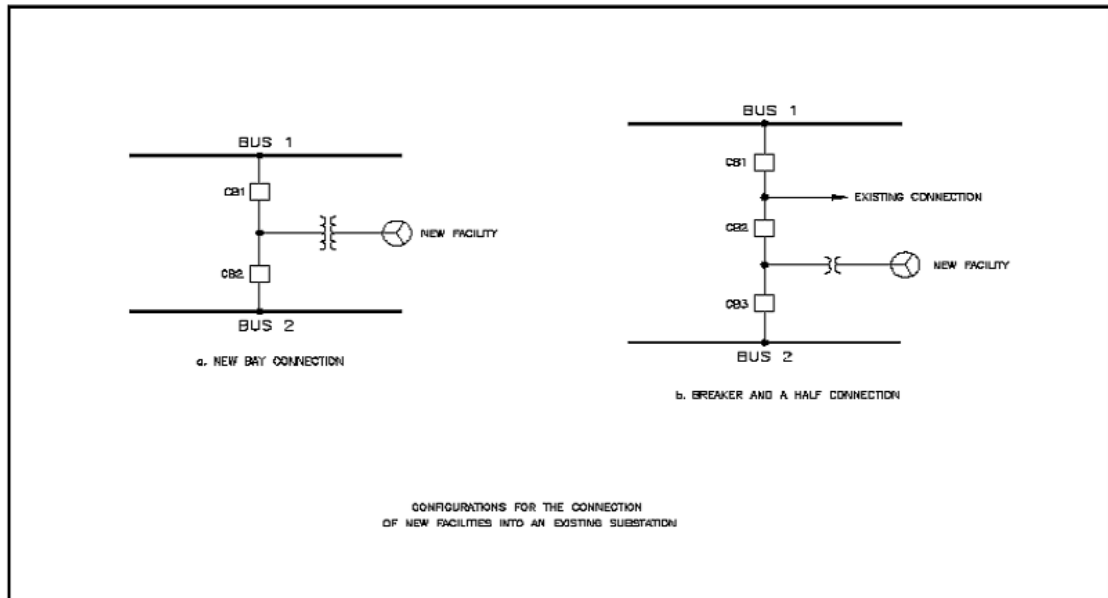 BUS 1
CB1
NEW FACILITY
CB2
BUS 2
a. NEW BAY CONNECTION
BUS 1
CB1
EXISTING CONNECTION
CB2
NEW FACILITY
CB3
BUS 2
b. BREAKER AND A HALF CONNECTION
CONFIGURATIONS FOR THE CONNECTION
OF NEW FACILITIES INTO AN EXISTING SUBSTATION